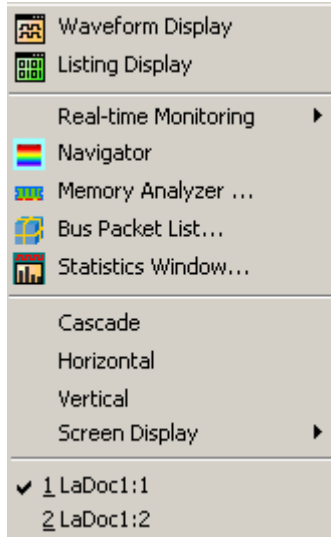 Waveform Display
Listing Display
Real-time Monitoring
Navigator
Memory Analyzer ...
Bus Packet List...
Statistics Window...
Cascade
Horizontal
Vertical
Screen Display
1 LaDoc1:1
2 LaDoc1:2